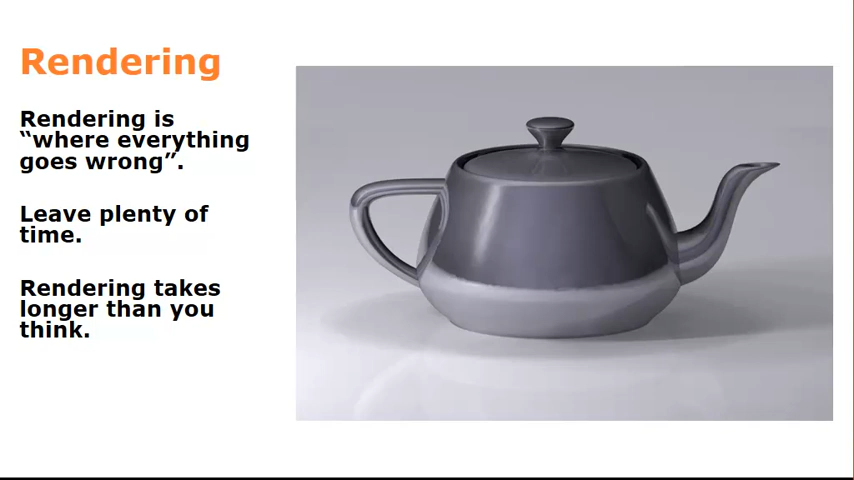 Rendering
Rendering is
“where everything
goes wrong”.
Leave plenty of
time.
Rendering takes
longer than you
think.